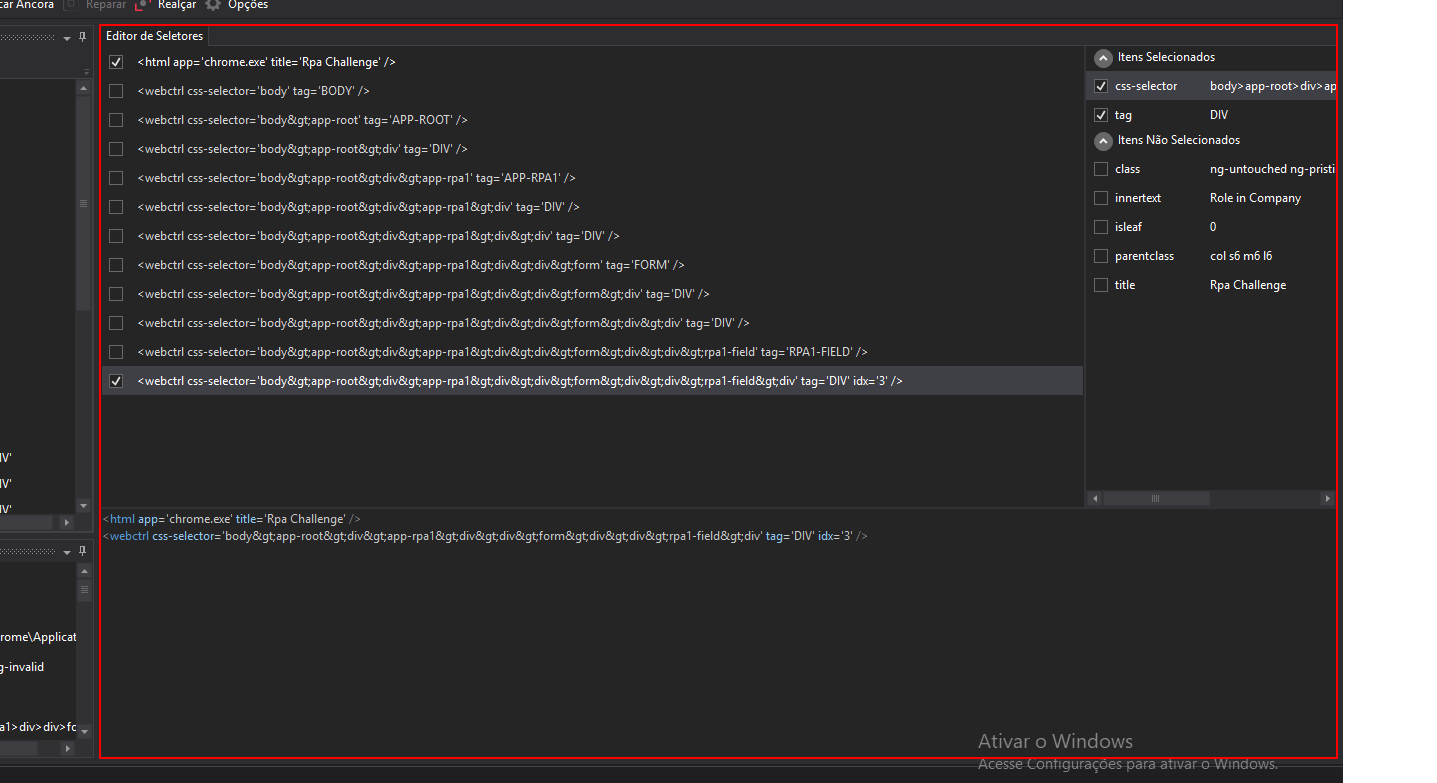 car Ancora Reparar Realçar Opções
Editor de Seletores
<html app='chrome.exe' title='Rpa Challenge' />
<webctrl css-selector='body' tag='BODY' />
<webctrl css-selector='body&gt;app-root' tag='APP-ROOT' />
<webctrl css-selector='body&gt;app-root&gt;div' tag='DIV' />
<webctrl css-selector='body&gt;app-root&gt;div&gt;app-rpa1' tag='APP-RPA1' />
<webctrl css-selector='body&gt;app-root&gt;div&gt;app-rpa1&gt;div' tag='DIV' />
<webctrl css-selector='body&gt;app-root&gt;div&gt;app-rpa1&gt;div&gt;div' tag='DIV' />
<webctrl css-selector='body&gt;app-root&gt;div&gt;app-rpa1&gt;div&gt;div&gt;form' tag='FORM' />
<webctrl css-selector='body&gt;app-root&gt;div&gt;app-rpa1&gt;div&gt;div&gt;form&gt;div' tag='DIV' />
<webctrl css-selector='body&gt;app-root&gt;div&gt;app-rpa1&gt;div&gt;div&gt;form&gt;div&gt;div' tag='DIV' />
<webctrl css-selector='body&gt;app-root&gt;div&gt;app-rpa1&gt;div&gt;div&gt;form&gt;div&gt;div&gt;rpa1-field' tag='RPA1-FIELD' />
<webctrl css-selector='body&gt;app-root&gt;div&gt;app-rpa1&gt;div&gt;div&gt;form&gt;div&gt;div&gt;rpa1-field&gt;div' tag='DIV' idx='3' />
Itens Selecionados
css-selector body>app-root>div>ap
tag DIV
Itens Não Selecionados
class ng-untouched ng-pristi
innertext Role in Company
isleaf 0
parentclass col s6 m6 l6
title Rpa Challenge
IV'
IV'
IV'
<html app='chrome.exe' title='Rpa Challenge' />
<webctrl css-selector='body&gt;app-root&gt;div&gt;app-rpa1&gt;div&gt;div&gt;form&gt;div&gt;div&gt;rpa1-field&gt;div' tag='DIV' idx='3' />
rome\Applicat
g-invalid
a1>div>div>fc
Ativar o Windows
Acesse Configurações para ativar o Windows.